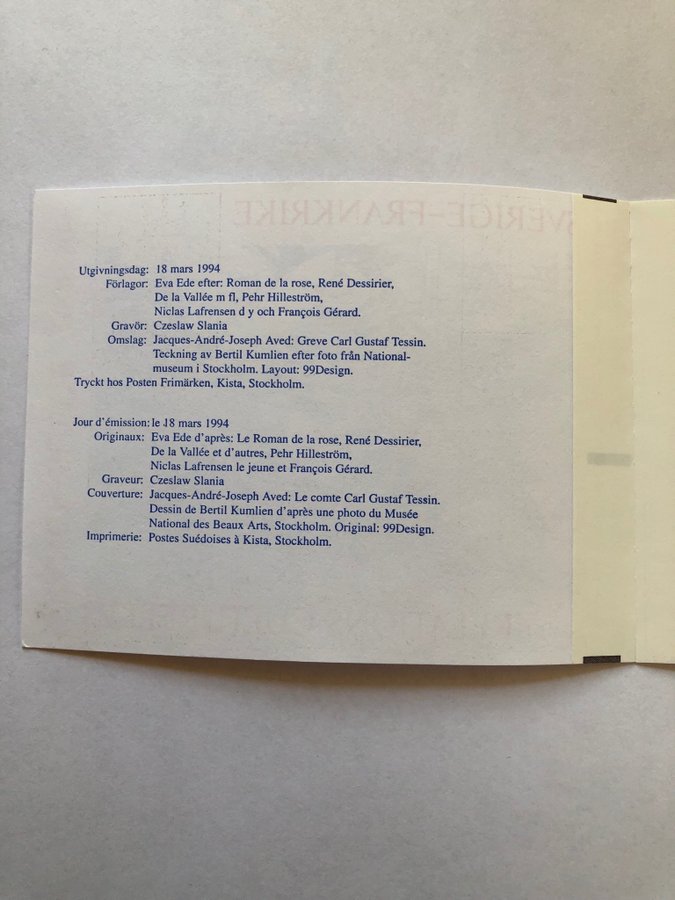 SVERIGE–FRANKRIKE
Utgivningsdag: 18 mars 1994
Förlagor: Eva Ede efter: Roman de la rose, René Dessirier,
De la Vallée m fl, Pehr Hilleström,
Niclas Lafrensen d y och François Gérard.
Gravör: Czeslaw Slania
Omslag: Jacques-André-Joseph Aved: Greve Carl Gustaf Tessin.
Teckning av Bertil Kumlien efter foto från National-
museum i Stockholm. Layout: 99Design.
Tryckt hos Posten Frimärken, Kista, Stockholm.
Jour d'émission: le 18 mars 1994
Originaux: Eva Ede d'après: Le Roman de la rose, René Dessirier,
De la Vallée et d'autres, Pehr Hilleström,
Niclas Lafrensen le jeune et François Gérard.
Graveur: Czeslaw Slania
Couverture: Jacques-André-Joseph Aved: Le comte Carl Gustaf Tessin.
Dessin de Bertil Kumlien d'après une photo du Musée
National des Beaux Arts, Stockholm. Original: 99Design.
Imprimerie: Postes Suédoises à Kista, Stockholm.